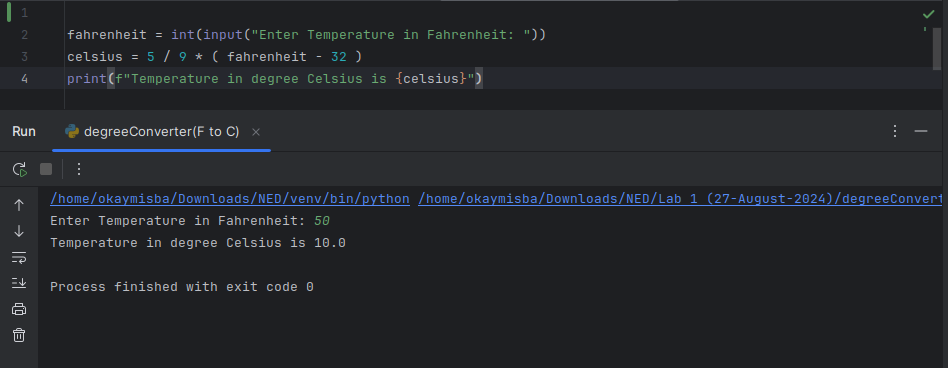 1
2 fahrenheit = int(input("Enter Temperature in Fahrenheit: "))
3 celsius = 5 / 9 * ( fahrenheit - 32 )
4 print(f"Temperature in degree Celsius is {celsius}")
Run degreeConverter(F to C)
/home/okaymisba/Downloads/NED/venv/bin/python /home/okaymisba/Downloads/NED/Lab 1 (27-August-2024)/degreeConvert
Enter Temperature in Fahrenheit: 50
Temperature in degree Celsius is 10.0
Process finished with exit code 0